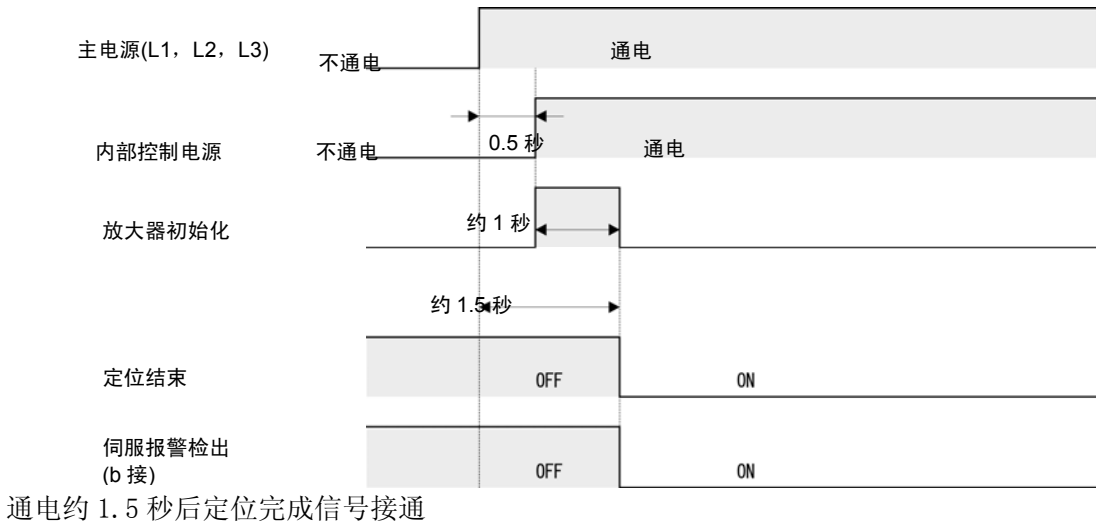 主电源(L1，L2，L3)
不通电
通电
内部控制电源
不通电
0.5 秒
通电
放大器初始化
约 1 秒
约 1.5 秒
定位结束
OFF
ON
伺服报警检出
(b 接)
OFF
ON
通电约 1.5 秒后定位完成信号接通